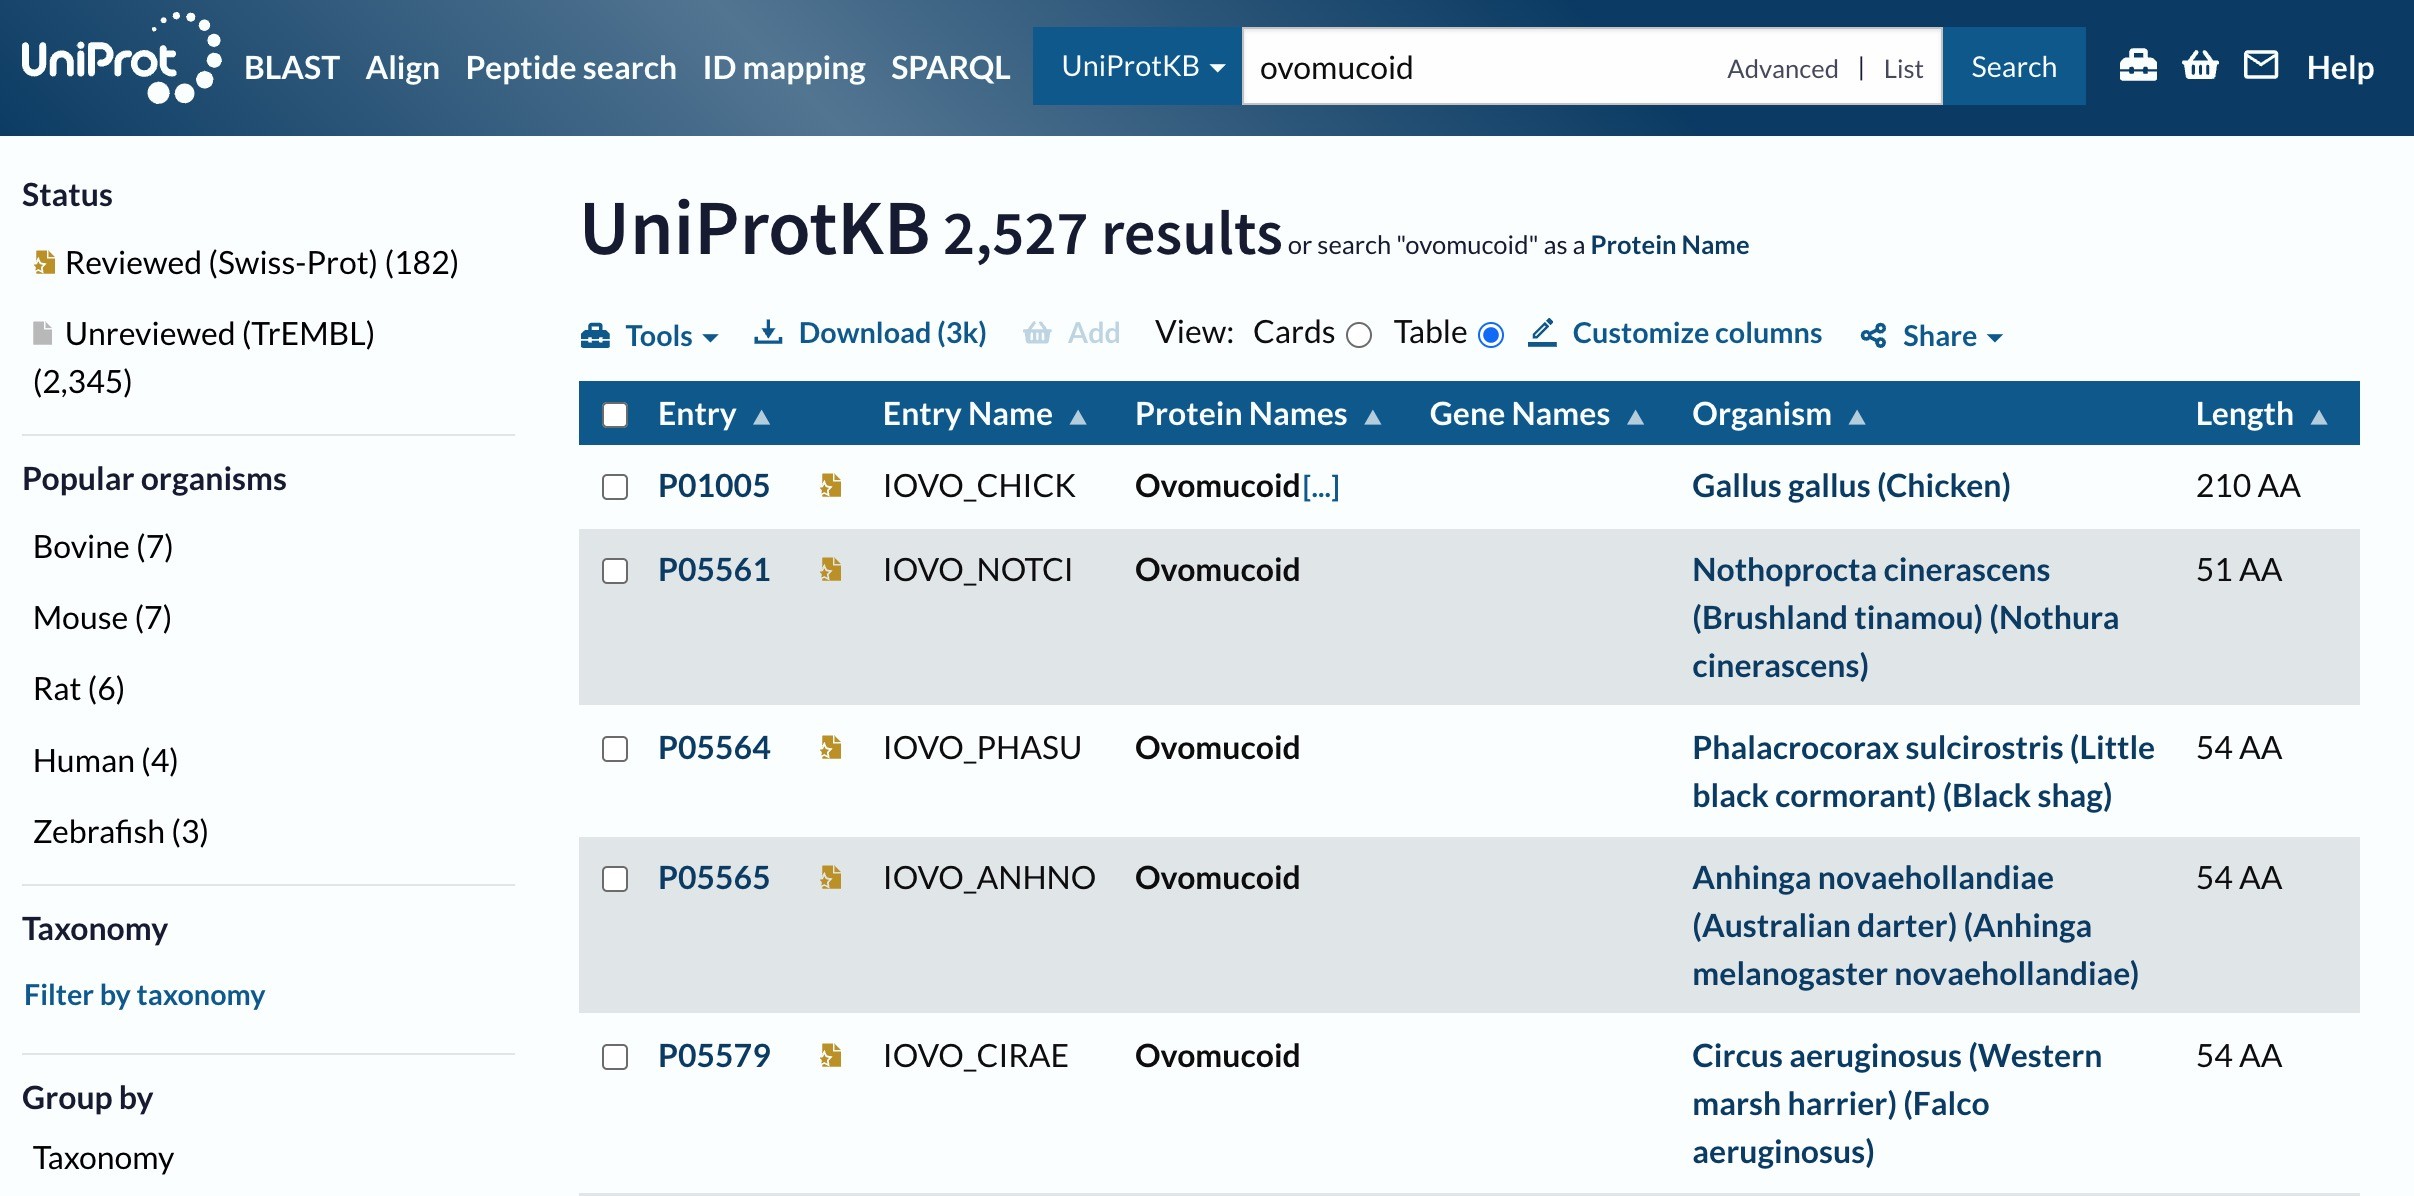 UniProt BLAST Align Peptide search ID mapping SPARQL UniProtKB ovomucoid Advanced | List Search Help
Status
Reviewed (Swiss-Prot) (182)
Unreviewed (TrEMBL)
(2,345)
Popular organisms
Bovine (7)
Mouse (7)
Rat (6)
Human (4)
Zebrafish (3)
Taxonomy
Filter by taxonomy
Group by
Taxonomy
UniProtKB 2,527 results or search "ovomucoid" as a Protein Name
Tools Download (3k) Add View: Cards Table Customize columns Share
Entry Entry Name Protein Names Gene Names Organism Length
P01005 IOVO_CHICK Ovomucoid[...] Gallus gallus (Chicken) 210 AA
P05561 IOVO_NOTCI Ovomucoid Nothoprocta cinerascens 51 AA
(Brushland tinamou) (Nothura
cinerascens)
P05564 IOVO_PHASU Ovomucoid Phalacrocorax sulcirostris (Little 54 AA
black cormorant) (Black shag)
P05565 IOVO_ANHNO Ovomucoid Anhinga novaehollandiae 54 AA
(Australian darter) (Anhinga
melanogaster novaehollandiae)
P05579 IOVO_CIRAE Ovomucoid Circus aeruginosus (Western 54 AA
marsh harrier) (Falco
aeruginosus)